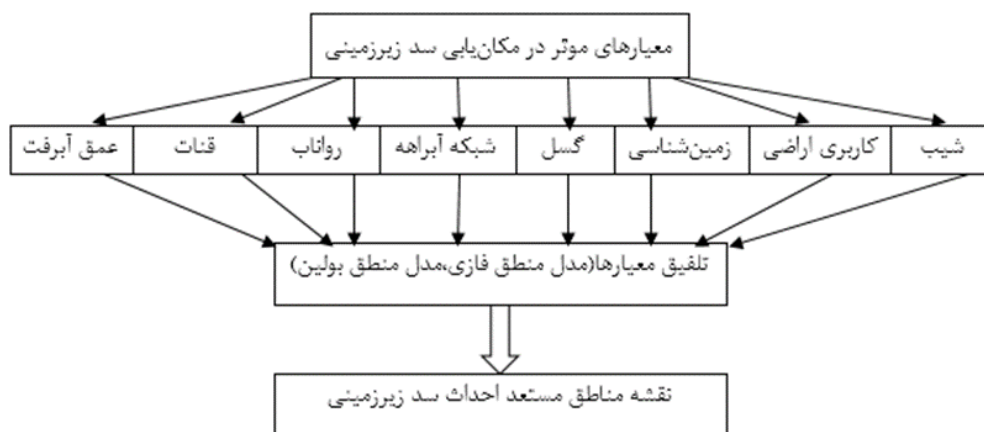 معیارهای موثر در مکان‌یابی سد زیرزمینی
شیب
کاربری اراضی
زمین‌شناسی
گسل
شبکه آبراهه
رواناب
قنات
عمق آبرفت
تلفیق معیارها(مدل منطق فازی،مدل منطق بولین)
نقشه مناطق مستعد احداث سد زیرزمینی